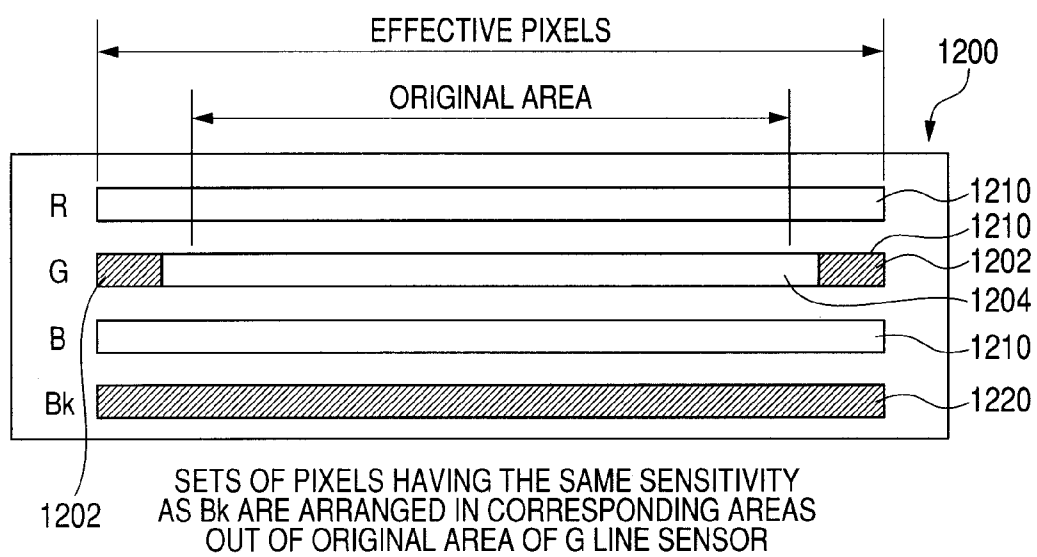 EFFECTIVE PIXELS
1200
ORIGINAL AREA
R
1210
1210
G
1202
1204
B
1210
Bk
1220
1202
SETS OF PIXELS HAVING THE SAME SENSITIVITY
AS Bk ARE ARRANGED IN CORRESPONDING AREAS
OUT OF ORIGINAL AREA OF G LINE SENSOR